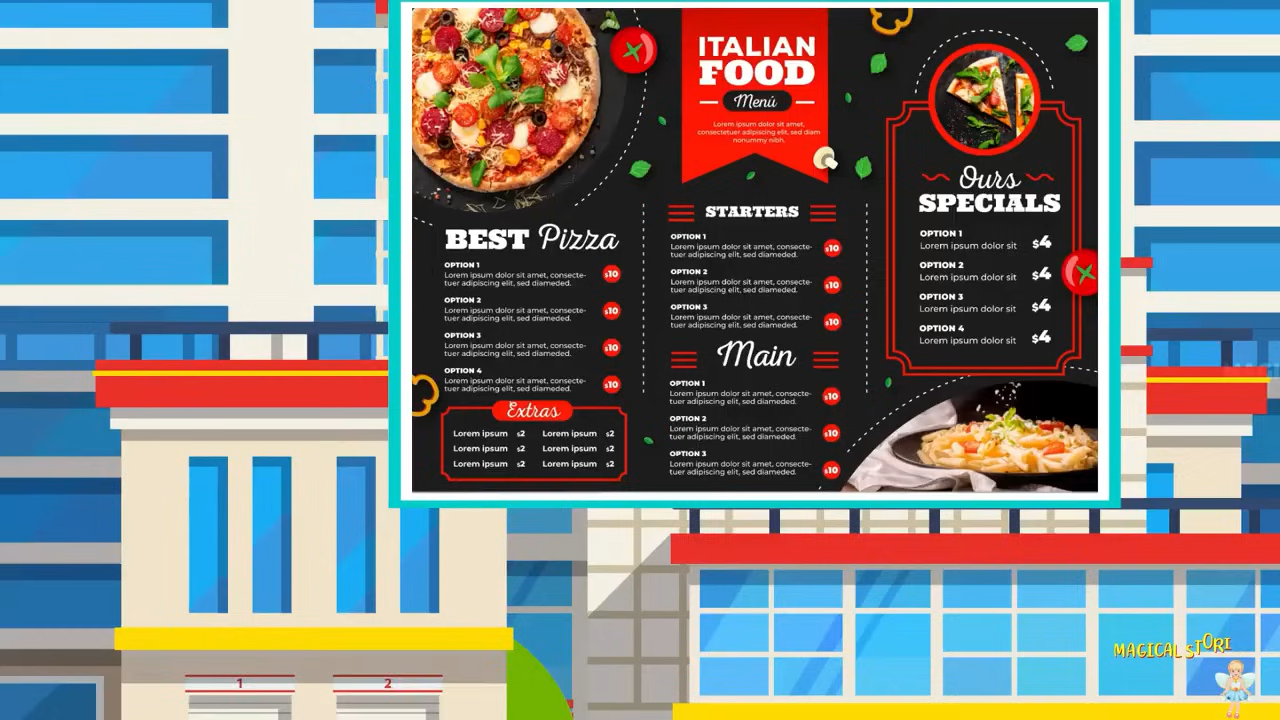 ITALIAN
FOOD
Menú
Lorem ipsum dolor sit amet,
consectetuer adipiscing elit, sed diam
nonummy nibh.
BEST Pizza
OPTION 1
Lorem ipsum dolor sit amet, consecte-
tuer adipiscing elit, sed diameded.
$10
OPTION 2
Lorem ipsum dolor sit amet, consecte-
tuer adipiscing elit, sed diameded.
$10
OPTION 3
Lorem ipsum dolor sit amet, consecte-
tuer adipiscing elit, sed diameded.
$10
OPTION 4
Lorem ipsum dolor sit amet, consecte-
tuer adipiscing elit, sed diameded.
$10
Extras
Lorem ipsum $2 Lorem ipsum $2
Lorem ipsum $2 Lorem ipsum $2
Lorem ipsum $2 Lorem ipsum $2
STARTERS
OPTION 1
Lorem ipsum dolor sit amet, consecte-
tuer adipiscing elit, sed diameded.
$10
OPTION 2
Lorem ipsum dolor sit amet, consecte-
tuer adipiscing elit, sed diameded.
$10
OPTION 3
Lorem ipsum dolor sit amet, consecte-
tuer adipiscing elit, sed diameded.
$10
Main
OPTION 1
Lorem ipsum dolor sit amet, consecte-
tuer adipiscing elit, sed diameded.
$10
OPTION 2
Lorem ipsum dolor sit amet, consecte-
tuer adipiscing elit, sed diameded.
$10
OPTION 3
Lorem ipsum dolor sit amet, consecte-
tuer adipiscing elit, sed diameded.
$10
Ours
SPECIALS
OPTION 1
Lorem ipsum dolor sit $4
OPTION 2
Lorem ipsum dolor sit $4
OPTION 3
Lorem ipsum dolor sit $4
OPTION 4
Lorem ipsum dolor sit $4
1
2
MAGICAL STORI